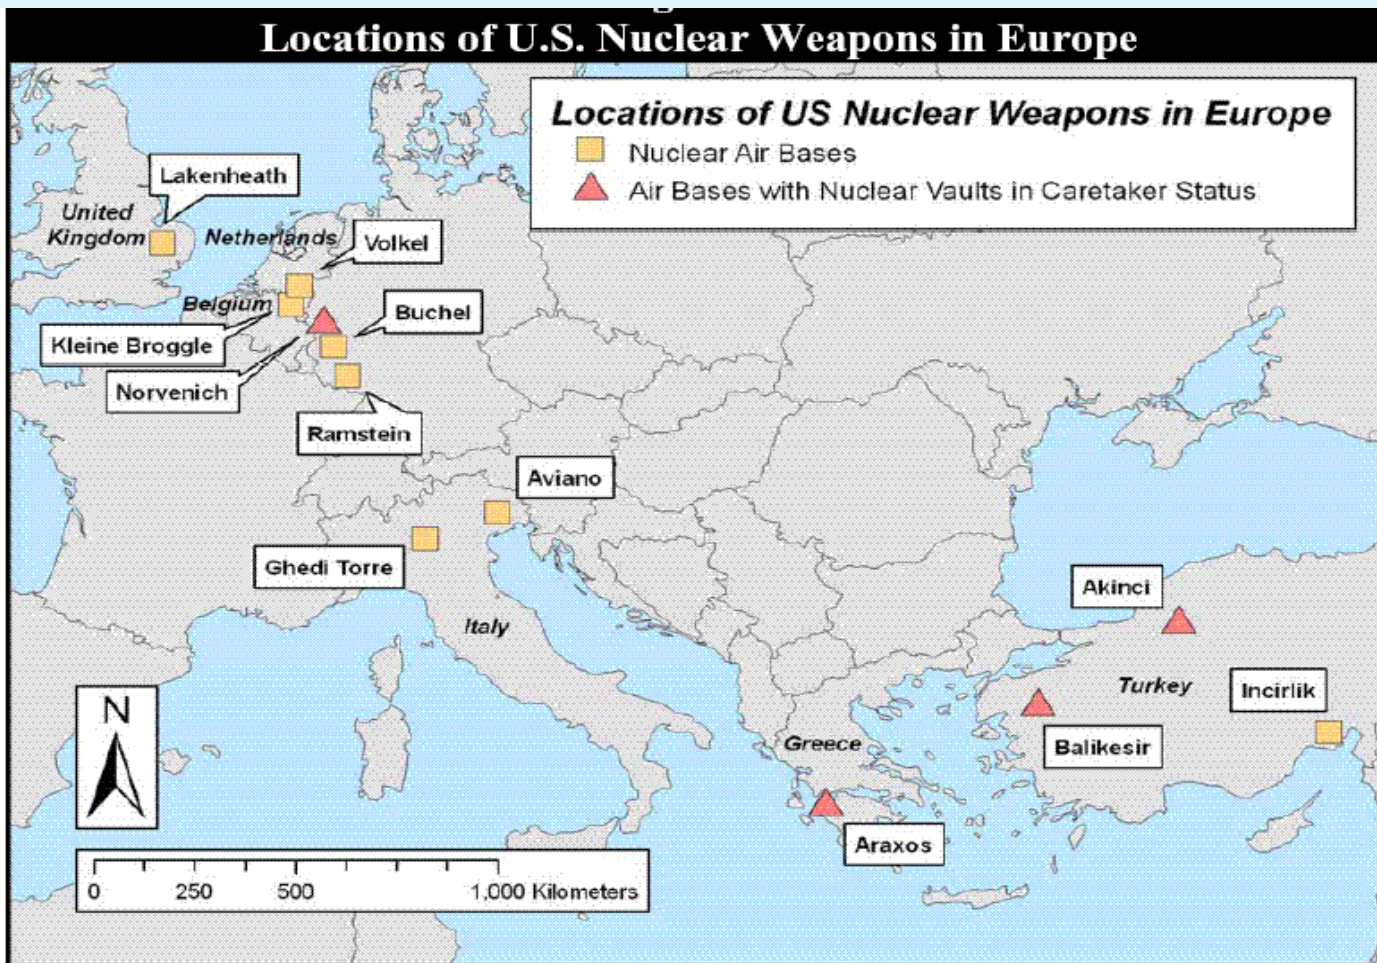 Locations of U.S. Nuclear Weapons in Europe
Locations of US Nuclear Weapons in Europe
Nuclear Air Bases
Air Bases with Nuclear Vaults in Caretaker Status
Lakenheath
United
Kingdom
Netherlands
Volkel
Belgium
Buchel
Kleine Broggle
Norvenich
Ramstein
Aviano
Ghedi Torre
Italy
Akinci
Turkey
Incirlik
Balikesir
Greece
Araxos
N
0 250 500 1,000 Kilometers